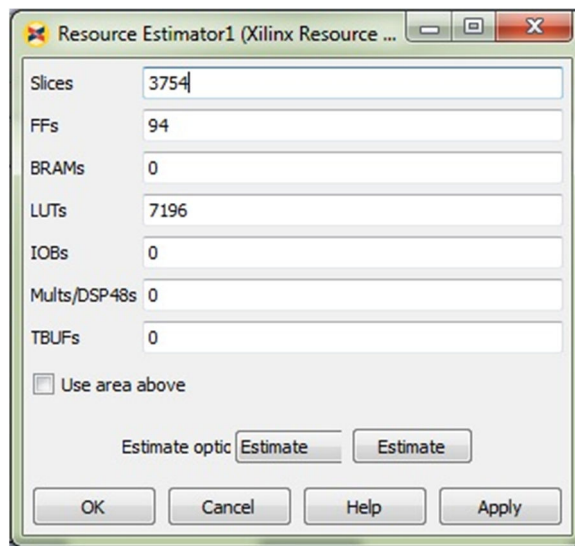 Resource Estimator1 (Xilinx Resource ...
Slices 3754
FFs 94
BRAMs 0
LUTs 7196
IOBs 0
Mults/DSP48s 0
TBUFs 0
Use area above
Estimate optic Estimate Estimate
OK Cancel Help Apply